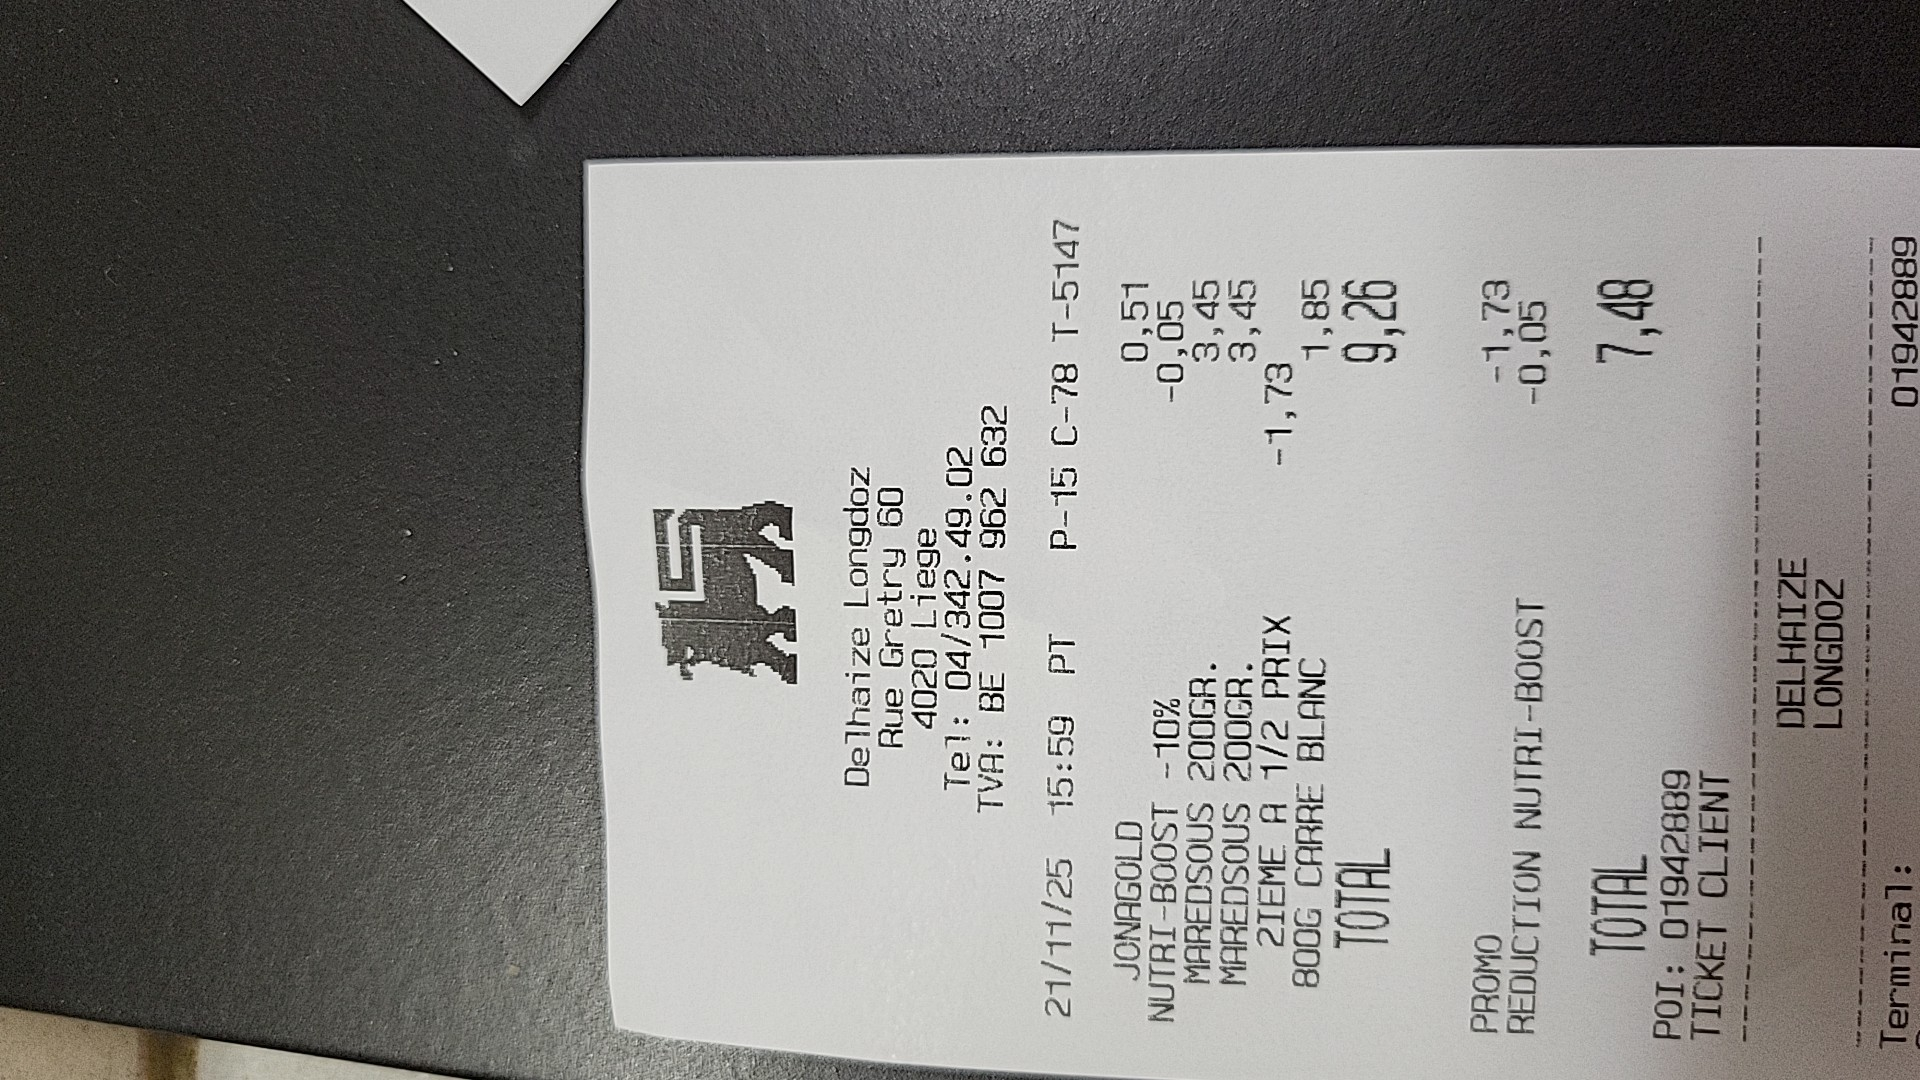 Delhaize Longdoz
Rue Gretry 60
4020 Liege
Tel: 04/342.49.02
TVA: BE 1007 962 632
21/11/25 15:59 PT P-15 C-78 T-5147
JONAGOLD 0,51
NUTRI-BOOST -10% -0,05
MAREDSOUS 200GR. 3,45
MAREDSOUS 200GR. 3,45
2IEME A 1/2 PRIX -1,73
800G CARRE BLANC 1,85
TOTAL 9,26
PROMO -1,73
REDUCTION NUTRI-BOOST -0,05
TOTAL 7,48
POI: 01942889
TICKET CLIENT
DELHAIZE
LONGDOZ
Terminal: 01942889